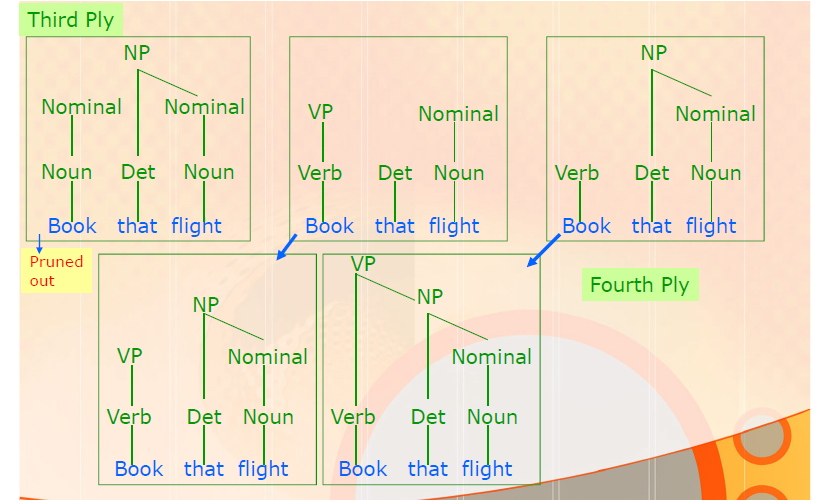 Third Ply
NP
Nominal Nominal
Noun Det Noun
Book that flight
Pruned
out
VP Nominal
Verb Det Noun
Book that flight
NP
Nominal
Verb Det Noun
Book that flight
Fourth Ply
NP
VP Nominal
Verb Det Noun
Book that flight
VP
NP
Nominal
Verb Det Noun
Book that flight